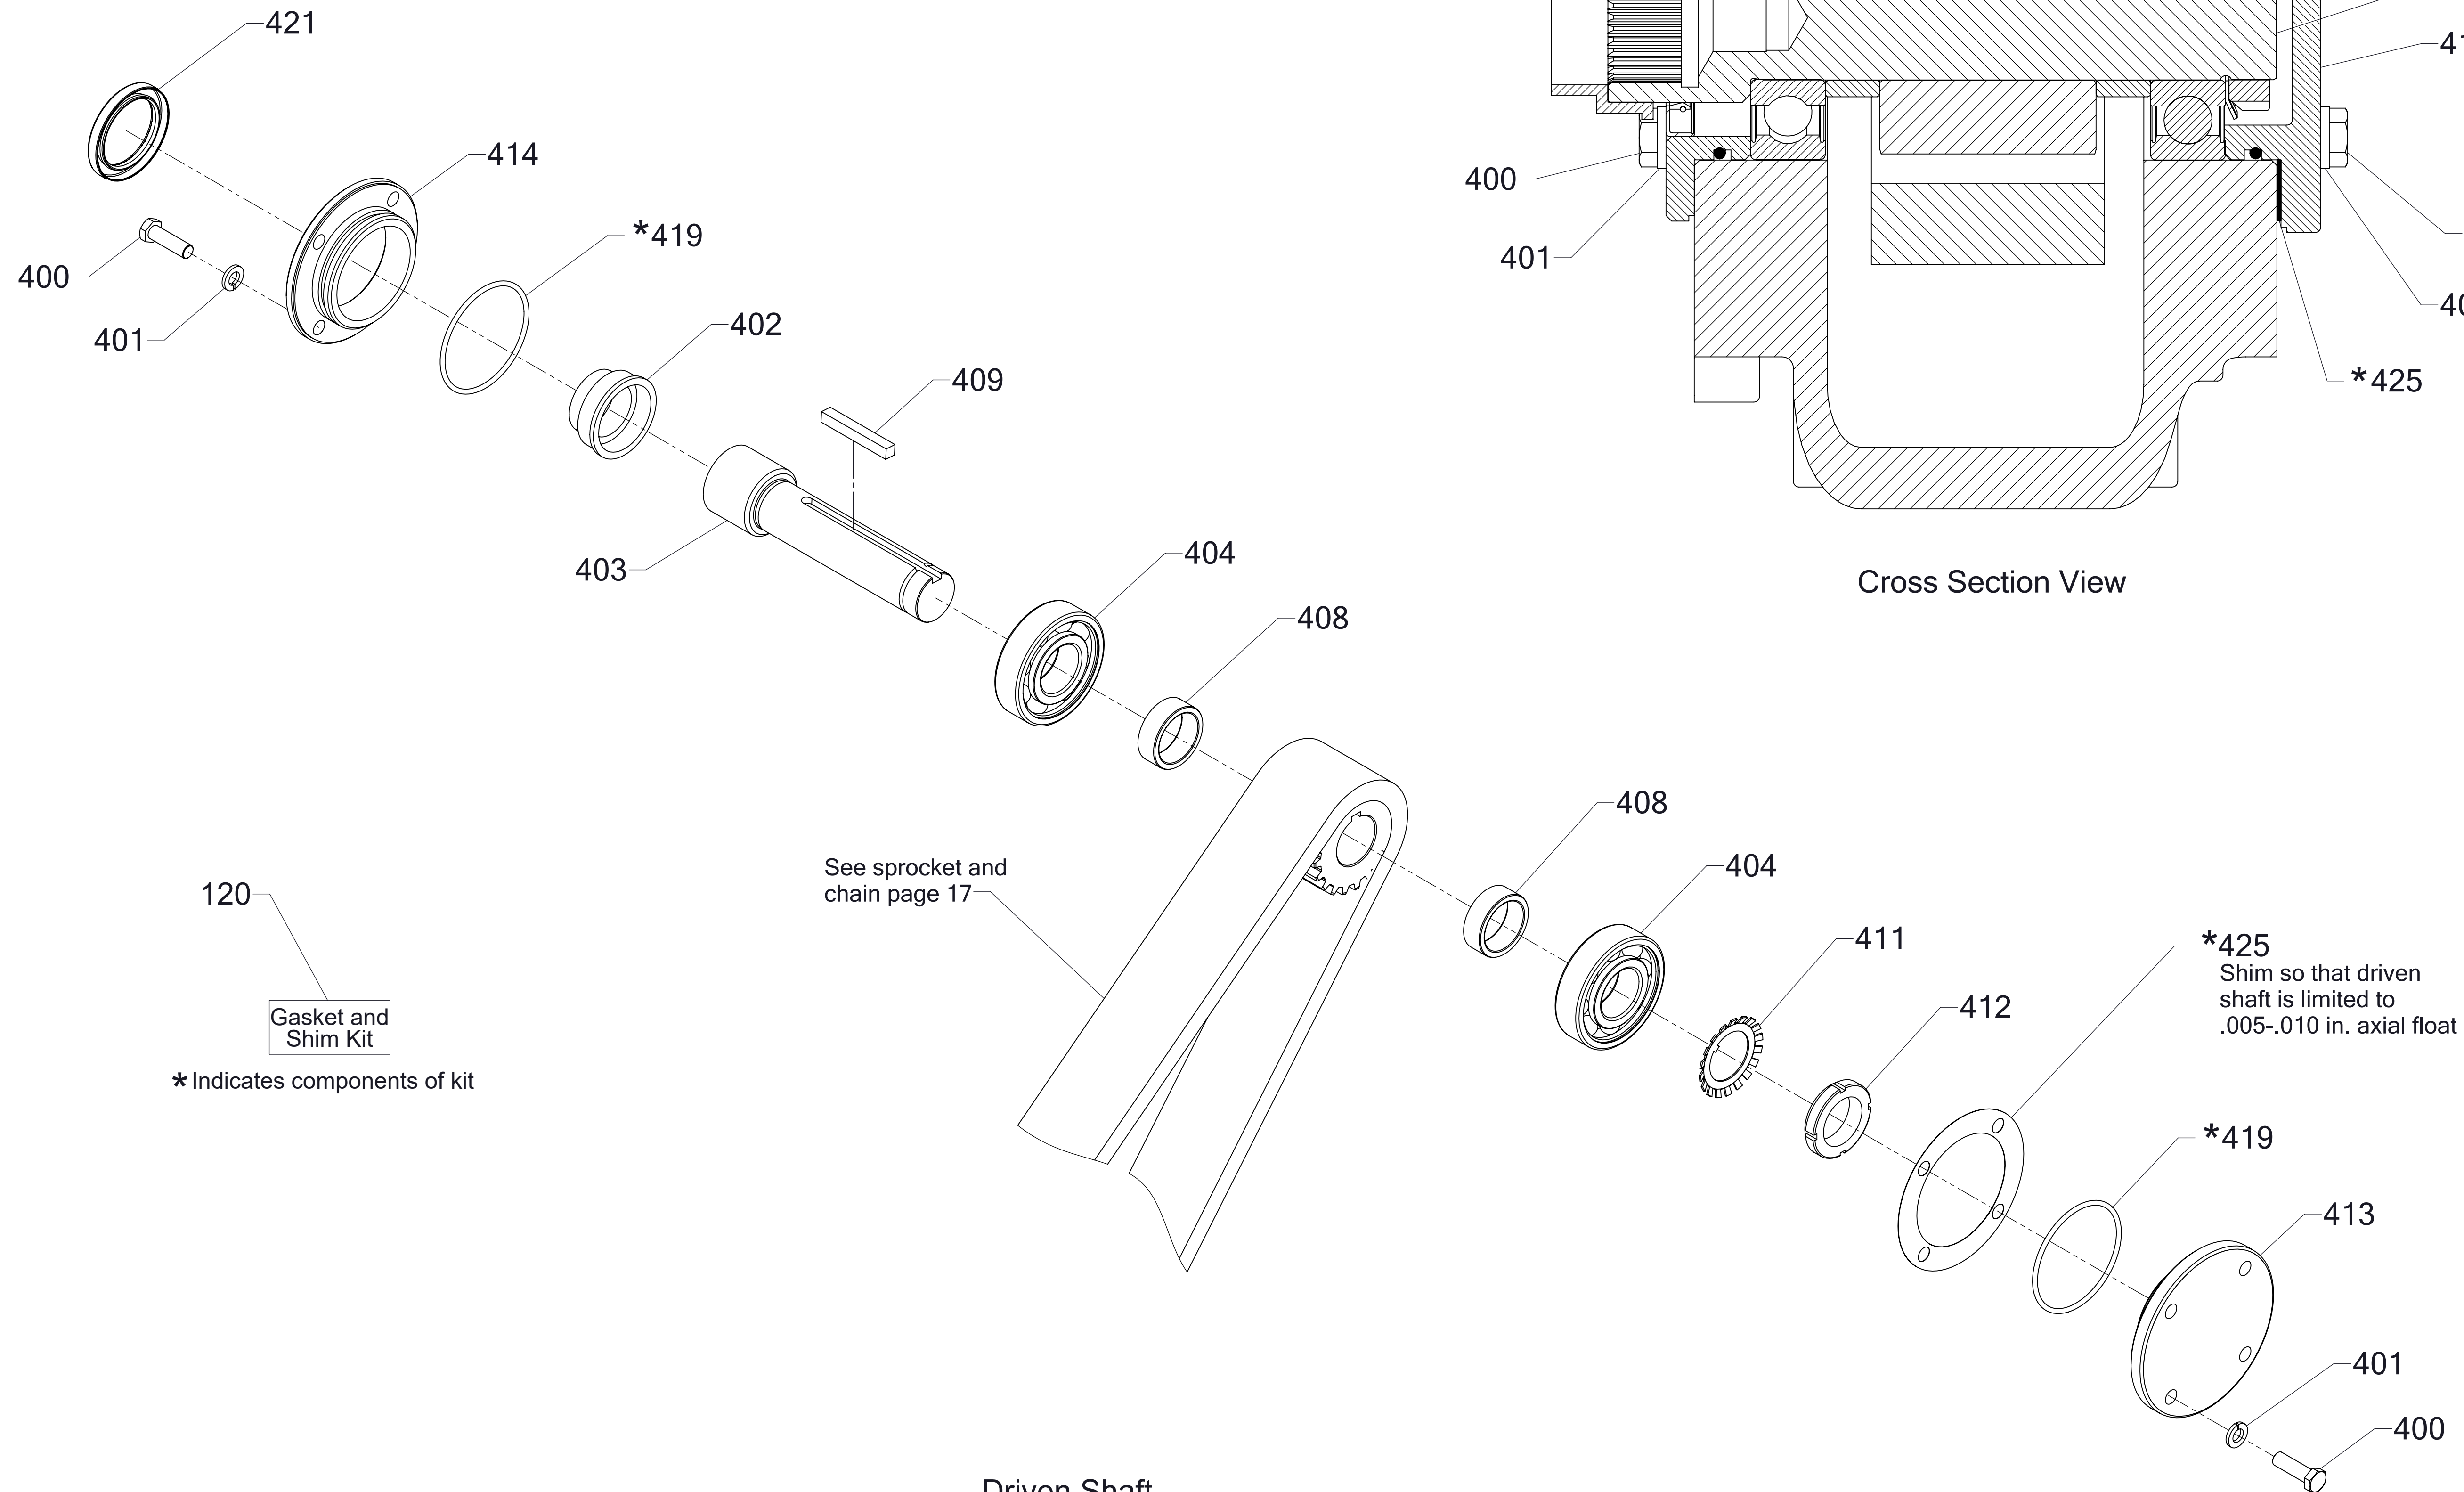 421
414
*419
400
401
402
409
403
404
408
See sprocket and
chain page 17
408
404
411
412
*425
Shim so that driven
shaft is limited to
.005-.010 in. axial float
*419
413
401
400
120
Gasket and
Shim Kit
* Indicates components of kit
400
401
*425
Cross Section View
Driven Shaft